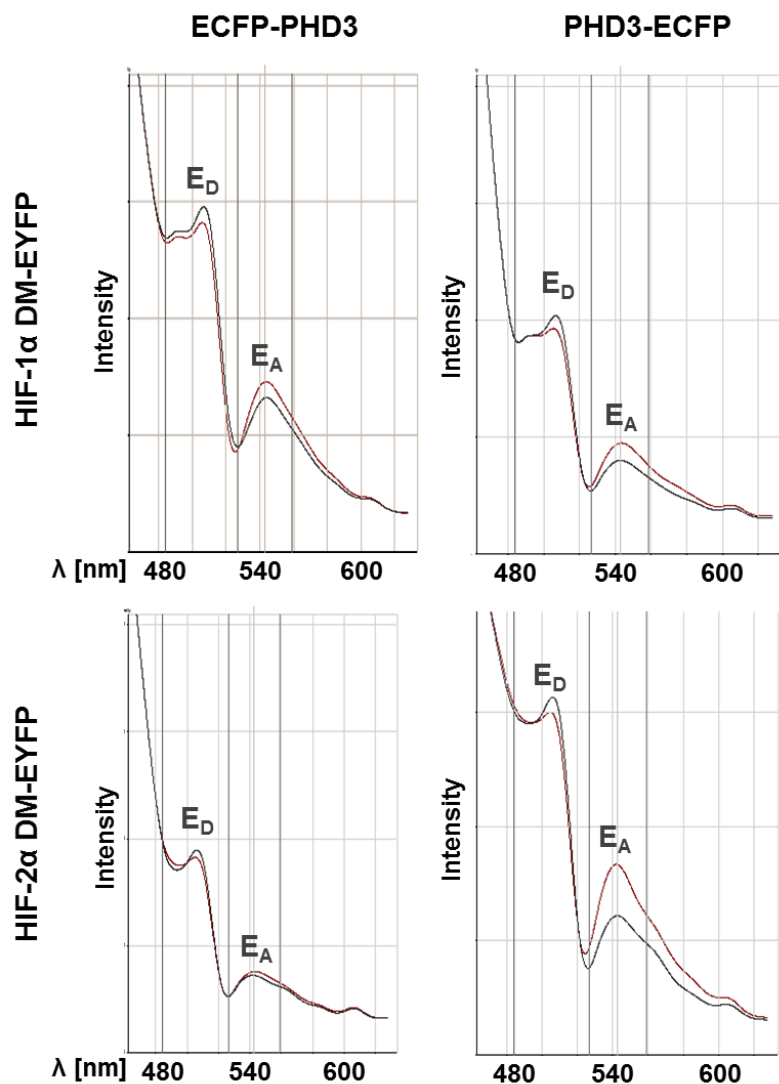 ECFP-PHD3
PHD3-ECFP
HIF-1α DM-EYFP
Intensity
E_D
E_A
λ [nm] 480 540 600
Intensity
E_D
E_A
480 540 600
HIF-2α DM-EYFP
Intensity
E_D
E_A
λ [nm] 480 540 600
Intensity
E_D
E_A
480 540 600